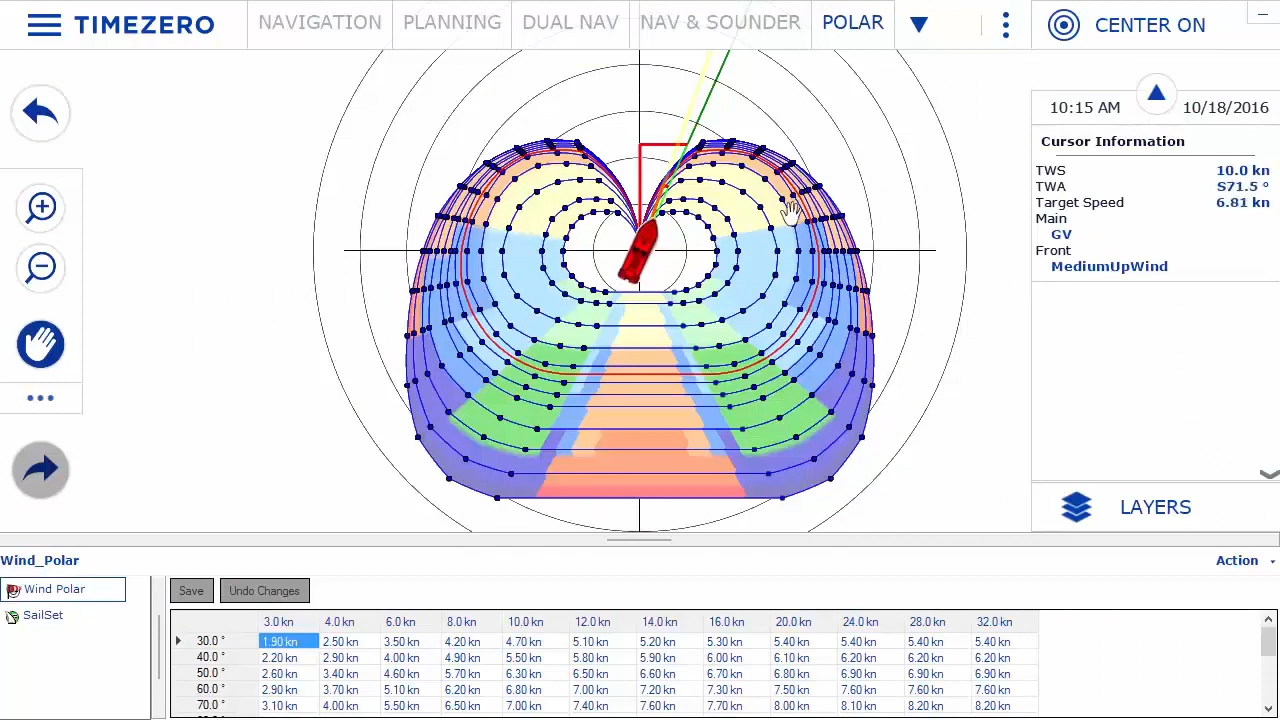 TIMEZERO NAVIGATION PLANNING DUAL NAV NAV & SOUNDER POLAR CENTER ON
10:15 AM 10/18/2016
Cursor Information
TWS 10.0 kn
TWA S71.5 °
Target Speed 6.81 kn
Main
GV
Front
MediumUpWind
LAYERS
Wind_Polar Action
Wind Polar
SailSet
Save Undo Changes
3.0 kn 4.0 kn 6.0 kn 8.0 kn 10.0 kn 12.0 kn 14.0 kn 16.0 kn 20.0 kn 24.0 kn 28.0 kn 32.0 kn
30.0 ° 1.90 kn 2.50 kn 3.50 kn 4.20 kn 4.70 kn 5.10 kn 5.20 kn 5.30 kn 5.40 kn 5.40 kn 5.40 kn 5.40 kn
40.0 ° 2.20 kn 2.90 kn 4.00 kn 4.90 kn 5.50 kn 5.80 kn 5.90 kn 6.00 kn 6.10 kn 6.20 kn 6.20 kn 6.20 kn
50.0 ° 2.60 kn 3.40 kn 4.60 kn 5.70 kn 6.30 kn 6.50 kn 6.60 kn 6.70 kn 6.80 kn 6.90 kn 6.90 kn 6.90 kn
60.0 ° 2.90 kn 3.70 kn 5.10 kn 6.20 kn 6.80 kn 7.00 kn 7.20 kn 7.30 kn 7.50 kn 7.60 kn 7.60 kn 7.60 kn
70.0 ° 3.10 kn 4.00 kn 5.50 kn 6.50 kn 7.00 kn 7.40 kn 7.60 kn 7.70 kn 8.00 kn 8.10 kn 8.20 kn 8.20 kn